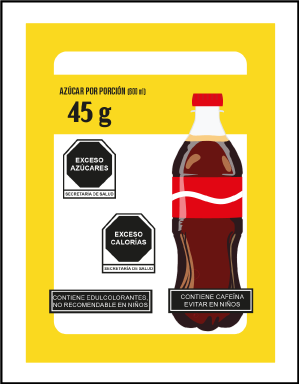 AZÚCAR POR PORCIÓN (600 ml)
45 g
EXCESO
AZÚCARES
SECRETARÍA DE SALUD
EXCESO
CALORÍAS
SECRETARÍA DE SALUD
CONTIENE EDULCORANTES,
NO RECOMENDABLE EN NIÑOS
CONTIENE CAFEÍNA
EVITAR EN NIÑOS